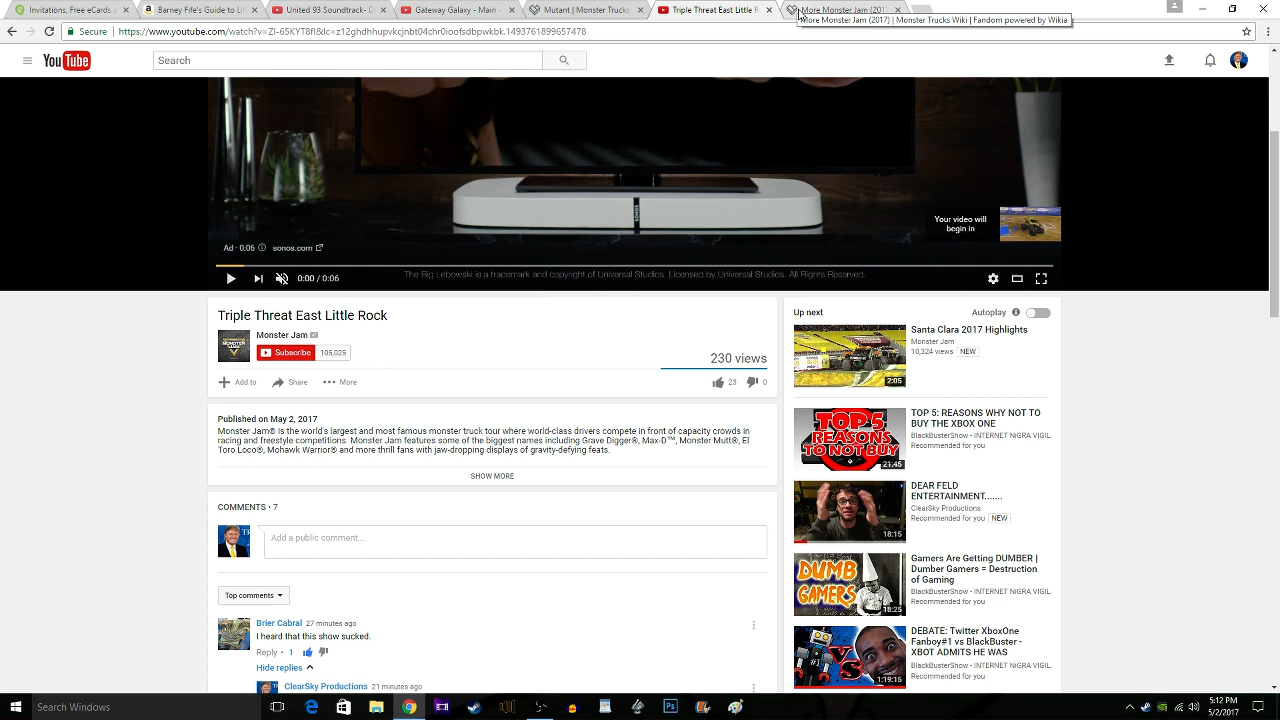 Invitations, Free eCards a
Barney Fife's Guide to Lif
United 93 Soundtrack-
Gateway Galaxy - Main -
Mutant | Monster Trucks
Triple Threat East Little R
More Monster Jam (2017
More Monster Jam (2017) | Monster Trucks Wiki | Fandom powered by Wikia
Secure
YouTube
Search
Your video will
begin in
Ad · 0:06
sonos.com
SONOS
0:00 / 0:06
The Big Lebowski is a trademark and copyright of Universal Studios. Licensed by Universal Studios. All Rights Reserved.
Triple Threat East Little Rock
Monster Jam
Subscribe 105,025
230 views
Add to Share More
23 0
Published on May 2, 2017
Monster Jam® is the world's largest and most famous monster truck tour where world-class drivers compete in front of capacity crowds in
racing and freestyle competitions. Monster Jam features some of the biggest names including Grave Digger®, Max-D™, Monster Mutt®, El
Toro Loco®, Mohawk Warrior® and more thrill fans with jaw-dropping displays of gravity-defying feats.
SHOW MORE
COMMENTS • 7
Add a public comment...
Top comments
Brier Cabral 27 minutes ago
I heard that this show sucked.
Reply • 1
Hide replies
ClearSky Productions 21 minutes ago
Up next
Autoplay
Santa Clara 2017 Highlights
Monster Jam
10,324 views NEW
2:05
TOP 5: REASONS WHY NOT TO
BUY THE XBOX ONE
BlackBusterShow - INTERNET NiGRA VIGIL
Recommended for you
TOP 5
REASONS
TO NOT BUY
21:45
DEAR FELD
ENTERTAINMENT.......
ClearSky Productions
Recommended for you NEW
18:15
Gamers Are Getting DUMBER |
Dumber Gamers = Destruction
of Gaming
BlackBusterShow - INTERNET NiGRA VIGIL
Recommended for you
DUMB
GAMERS
18:25
DEBATE: Twitter XboxOne
Fanboy#1 vs BlackBuster -
XBOT ADMITS HE WAS
BlackBusterShow - INTERNET NiGRA VIGIL
Recommended for you
VS
1:19:15
Search Windows
5:12 PM
5/2/2017